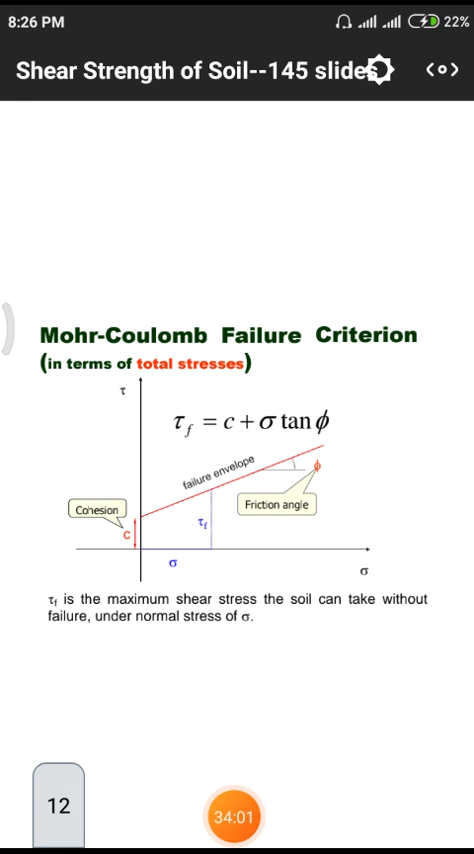 8:26 PM
22%
Shear Strength of Soil--145 slides
Mohr-Coulomb Failure Criterion
(in terms of total stresses)
τ
τf = c + σ tan ϕ
failure envelope
ϕ
Cohesion
Friction angle
c
τf
σ
σ
τf is the maximum shear stress the soil can take without
failure, under normal stress of σ.
12
34:01